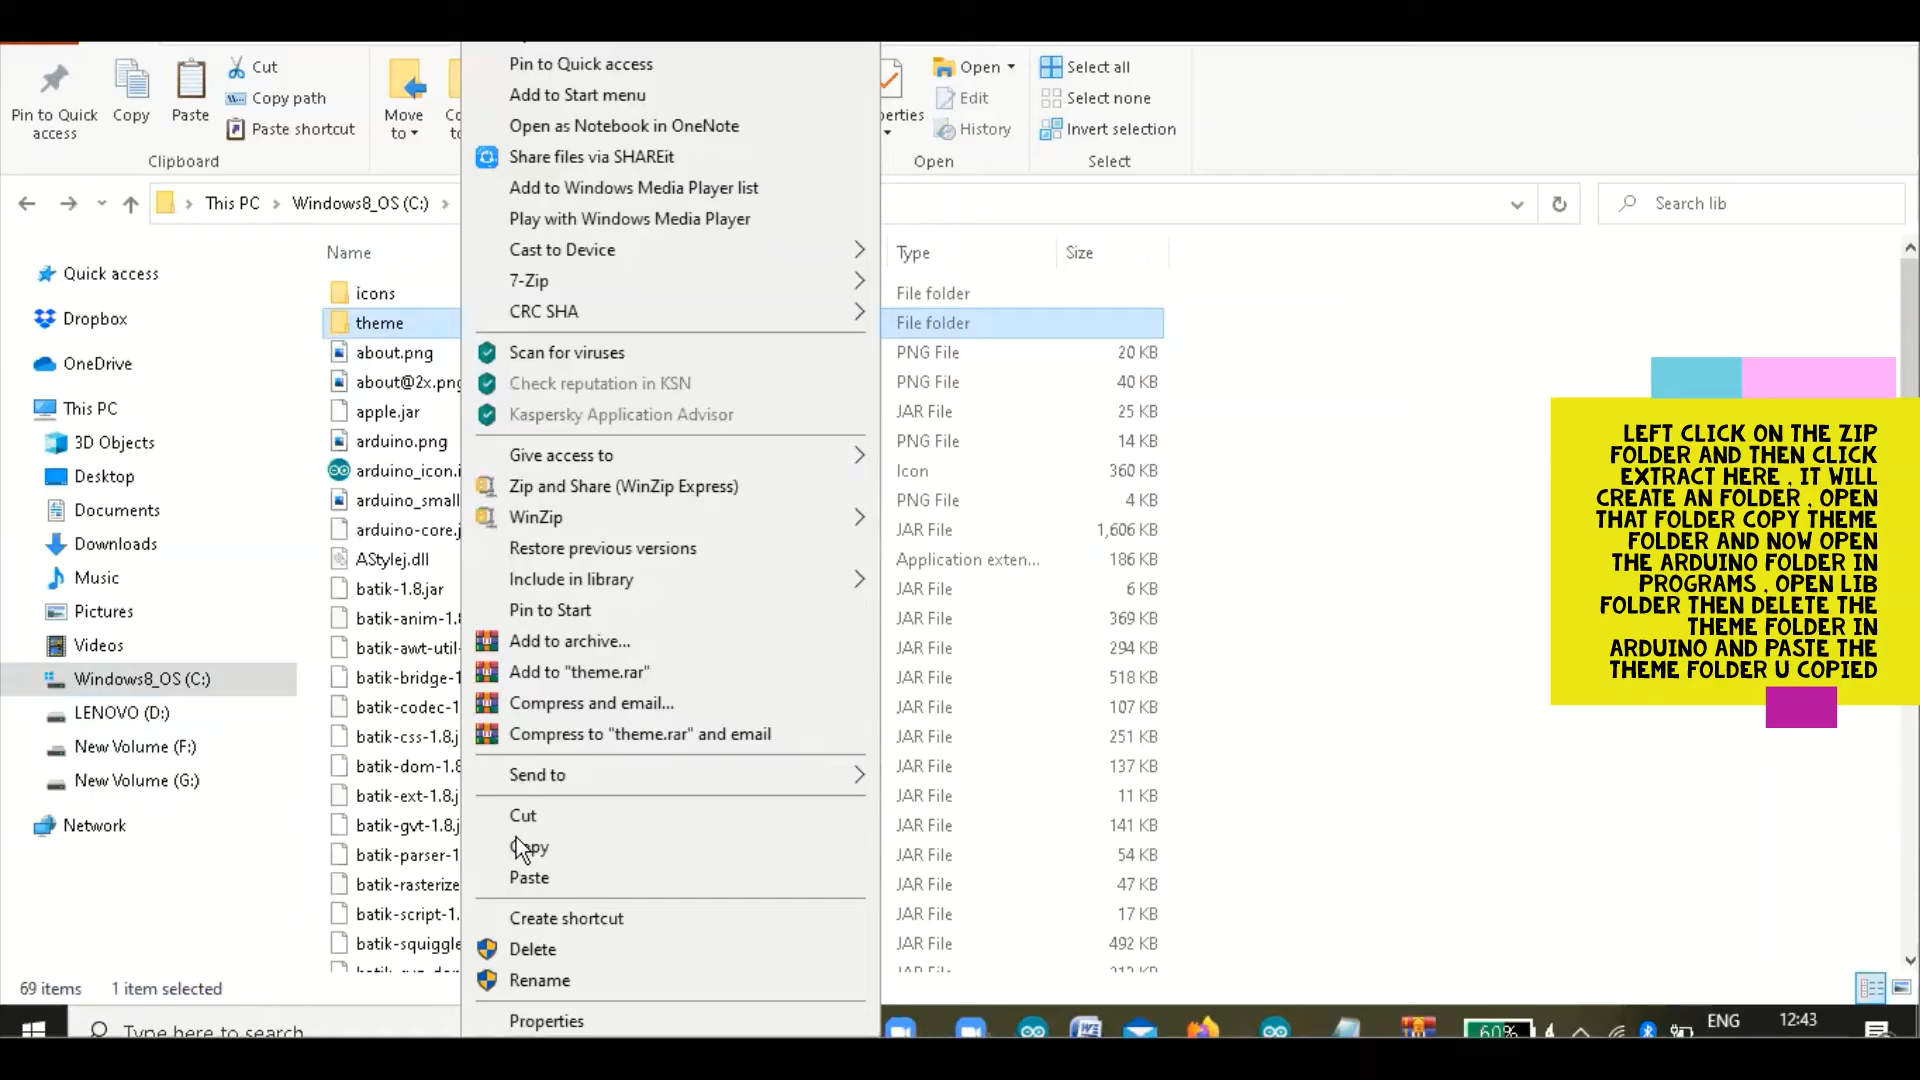 Pin to Quick
access
Copy
Paste
Cut
Copy path
Paste shortcut
Clipboard
Move
to
Open
Edit
History
Open
Select all
Select none
Invert selection
Select
This PC > Windows8_OS (C:) >
Search lib
Quick access
Dropbox
OneDrive
This PC
3D Objects
Desktop
Documents
Downloads
Music
Pictures
Videos
Windows8_OS (C:)
LENOVO (D:)
New Volume (F:)
New Volume (G:)
Network
Name
Type
Size
icons
File folder
theme
File folder
about.png
PNG File
20 KB
about@2x.png
PNG File
40 KB
apple.jar
JAR File
25 KB
arduino.png
PNG File
14 KB
arduino_icon.i
Icon
360 KB
arduino_small
PNG File
4 KB
arduino-core.j
JAR File
1,606 KB
AStylej.dll
Application exten...
186 KB
batik-1.8.jar
JAR File
6 KB
batik-anim-1.
JAR File
369 KB
batik-awt-util-
JAR File
294 KB
batik-bridge-1
JAR File
518 KB
batik-codec-1
JAR File
107 KB
batik-css-1.8.j
JAR File
251 KB
batik-dom-1.8
JAR File
137 KB
batik-ext-1.8.j
JAR File
11 KB
batik-gvt-1.8.j
JAR File
141 KB
batik-parser-1
JAR File
54 KB
batik-rasterize
JAR File
47 KB
batik-script-1.
JAR File
17 KB
batik-squiggle
JAR File
492 KB
Pin to Quick access
Add to Start menu
Open as Notebook in OneNote
Share files via SHAREit
Add to Windows Media Player list
Play with Windows Media Player
Cast to Device
7-Zip
CRC SHA
Scan for viruses
Check reputation in KSN
Kaspersky Application Advisor
Give access to
Zip and Share (WinZip Express)
WinZip
Restore previous versions
Include in library
Pin to Start
Add to archive...
Add to "theme.rar"
Compress and email...
Compress to "theme.rar" and email
Send to
Cut
Copy
Paste
Create shortcut
Delete
Rename
Properties
LEFT CLICK ON THE ZIP
FOLDER AND THEN CLICK
EXTRACT HERE , IT WILL
CREATE AN FOLDER , OPEN
THAT FOLDER COPY THEME
FOLDER AND NOW OPEN
THE ARDUINO FOLDER IN
PROGRAMS , OPEN LIB
FOLDER THEN DELETE THE
THEME FOLDER IN
ARDUINO AND PASTE THE
THEME FOLDER U COPIED
69 items
1 item selected
Type here to search
60%
ENG
12:43